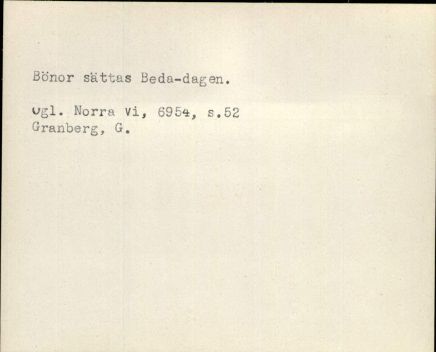 Bönor sättas Beda-dagen.
Ögl. Norra Vi, 6954, s.52
Granberg, G.